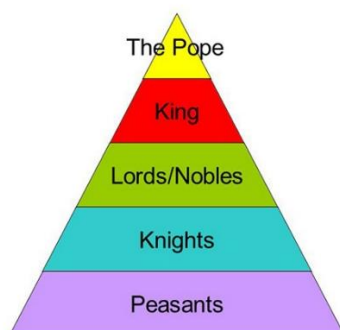 The Pope
King
Lords/Nobles
Knights
Peasants